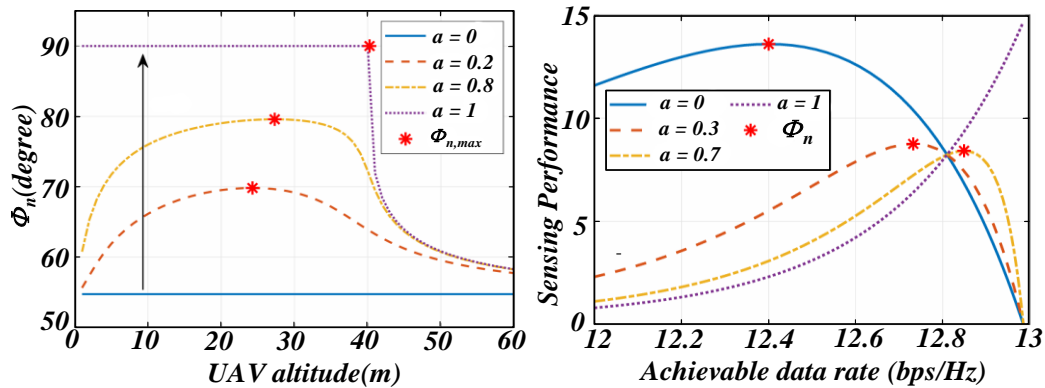 Φn(degree)
90
80
70
60
50
0
10
20
30
40
50
60
UAV altitude(m)
a = 0
a = 0.2
a = 0.8
a = 1
Φn,max
Sensing Performance
15
10
5
0
12
12.2
12.4
12.6
12.8
13
Achievable data rate (bps/Hz)
a = 0
a = 1
a = 0.3
Φn
a = 0.7
-